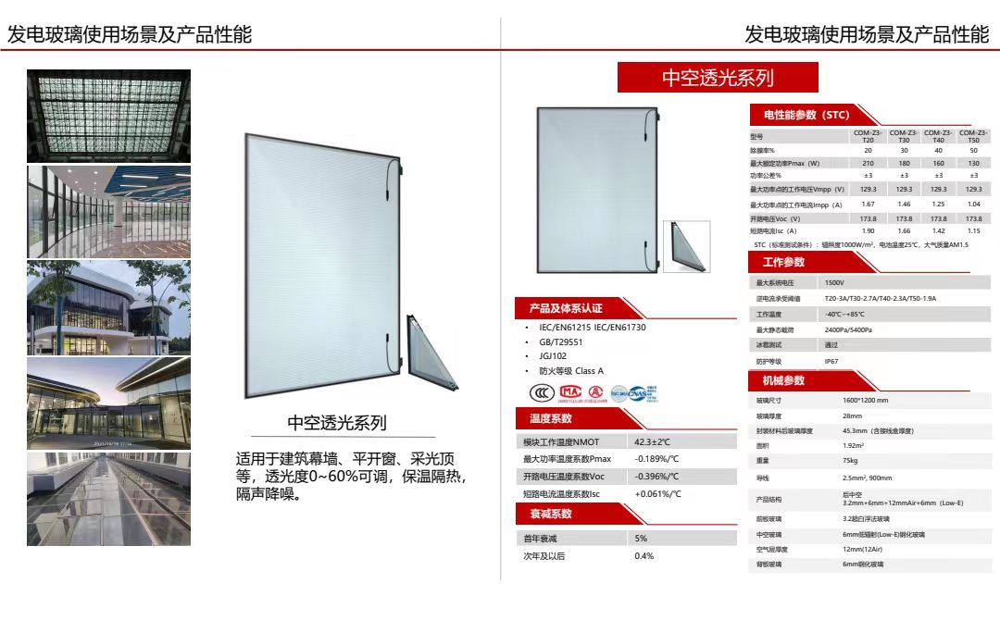 发电玻璃使用场景及产品性能
2023/10/18 17:56
中空透光系列
适用于建筑幕墙、平开窗、采光顶
等，透光度0~60%可调，保温隔热，
隔声降噪。
发电玻璃使用场景及产品性能
中空透光系列
产品及体系认证
• IEC/EN61215 IEC/EN61730
• GB/T29551
• JGJ102
• 防火等级 Class A
CCC MA CNAS
温度系数
模块工作温度NMOT 42.3±2℃
最大功率温度系数Pmax -0.189%/℃
开路电压温度系数Voc -0.396%/℃
短路电流温度系数Isc +0.061%/℃
衰减系数
首年衰减 5%
次年及以后 0.4%
电性能参数（STC）
型号 COM-Z3-T20 COM-Z3-T30 COM-Z3-T40 COM-Z3-T50
除膜率% 20 30 40 50
最大额定功率Pmax（W） 210 180 160 130
功率公差% ±3 ±3 ±3 ±3
最大功率点的工作电压Vmpp（V） 129.3 129.3 129.3 129.3
最大功率点的工作电流Impp（A） 1.67 1.46 1.25 1.04
开路电压Voc（V） 173.8 173.8 173.8 173.8
短路电流Isc（A） 1.90 1.66 1.42 1.15
STC（标准测试条件）：辐照度1000W/m²，电池温度25℃，大气质量AM1.5
工作参数
最大系统电压 1500V
逆电流承受阈值 T20-3A/T30-2.7A/T40-2.3A/T50-1.9A
工作温度 -40℃~+85℃
最大静态载荷 2400Pa/5400Pa
冰雹测试 通过
防护等级 IP67
机械参数
玻璃尺寸 1600*1200 mm
玻璃厚度 28mm
封装材料后玻璃厚度 45.3mm（含接线盒厚度）
面积 1.92m²
重量 75kg
导线 2.5mm², 900mm
产品结构 后中空
3.2mm+6mm+12mmAir+6mm（Low-E）
前板玻璃 3.2超白浮法玻璃
中空玻璃 6mm低辐射(Low-E)钢化玻璃
空气层厚度 12mm(12Air)
背板玻璃 6mm钢化玻璃